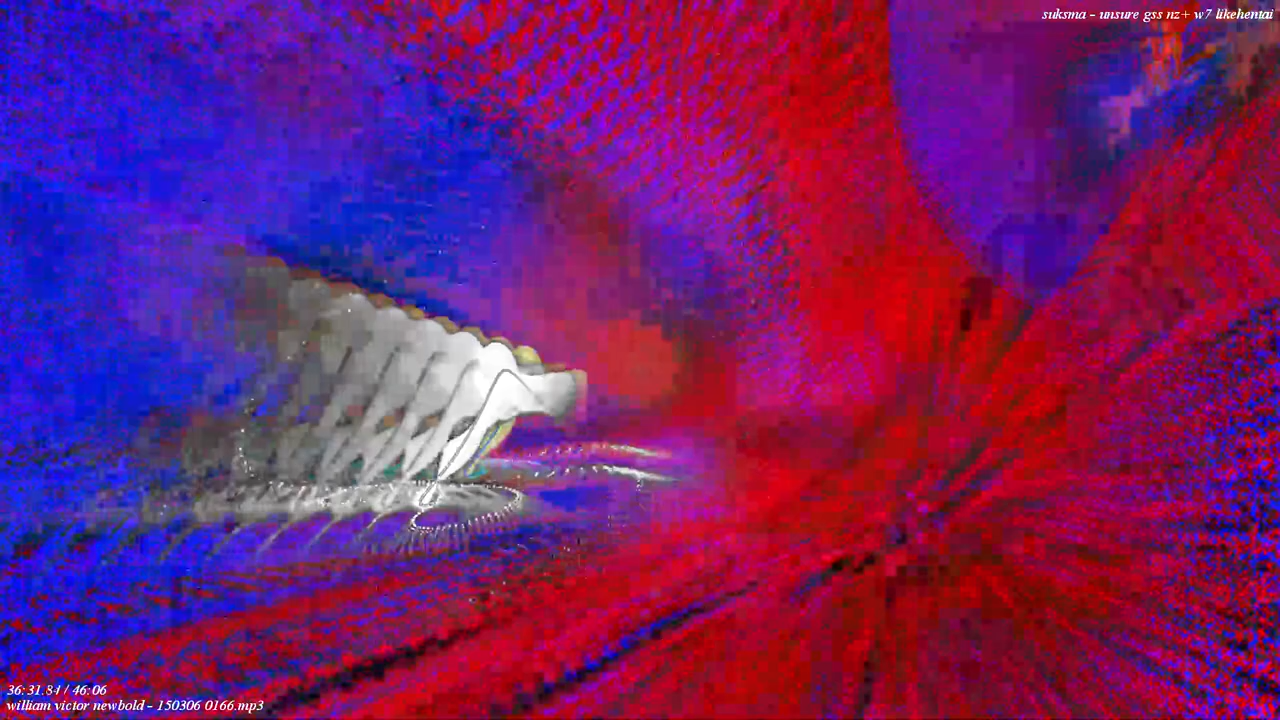 suksma - unsure gss nz+ w7 likehentai
36:31.84 / 46:06
william victor newbold - 150306 0166.mp3